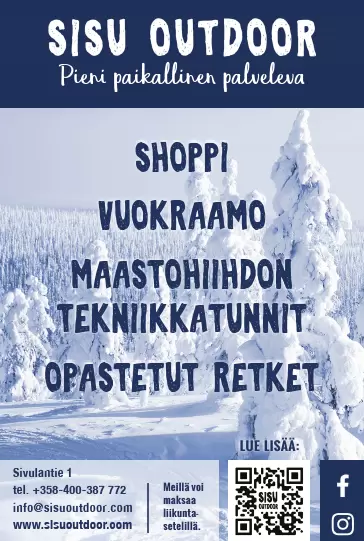 SISU OUTDOOR
Pieni paikallinen palveleva
SHOPPI
VUOKRAAMO
MAASTOHIIHDON
TEKNIIKKATUNNIT
OPASTETUT RETKET
LUE LISÄÄ:
Sivulantie 1
tel. +358-400-387 772
info@sisuoutdoor.com
www.sisuoutdoor.com
Meillä voi
maksaa
liikunta-
setelillä.
SISU
OUTDOOR